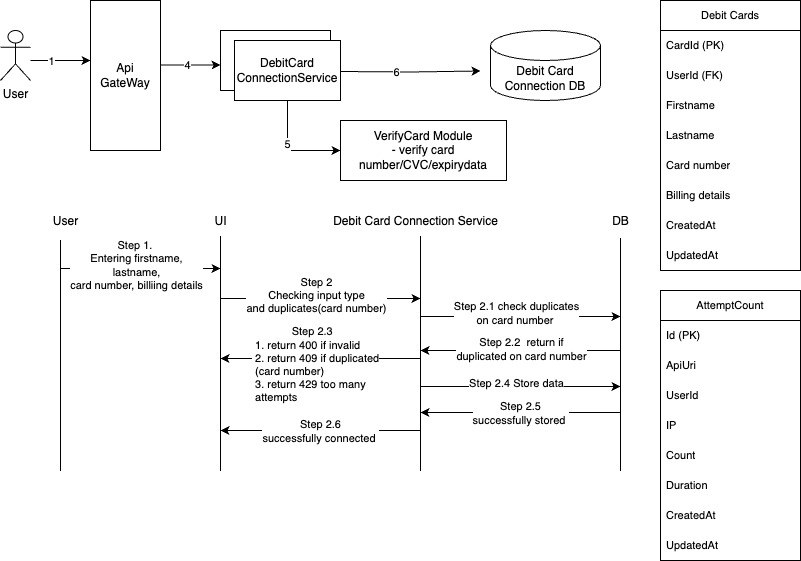 User
1
Api
GateWay
4
DebitCard
ConnectionService
6
Debit Card
Connection DB
5
VerifyCard Module
- verify card
number/CVC/expirydata
User
UI
Debit Card Connection Service
DB
Step 1.
Entering firstname,
lastname,
card number, billiing details
Step 2
Checking input type
and duplicates(card number)
Step 2.1 check duplicates
on card number
Step 2.2 return if
duplicated on card number
Step 2.3
1. return 400 if invalid
2. return 409 if duplicated
(card number)
3. return 429 too many
attempts
Step 2.4 Store data
Step 2.5
successfully stored
Step 2.6
successfully connected
Debit Cards
CardId (PK)
UserId (FK)
Firstname
Lastname
Card number
Billing details
CreatedAt
UpdatedAt
AttemptCount
Id (PK)
ApiUri
UserId
IP
Count
Duration
CreatedAt
UpdatedAt